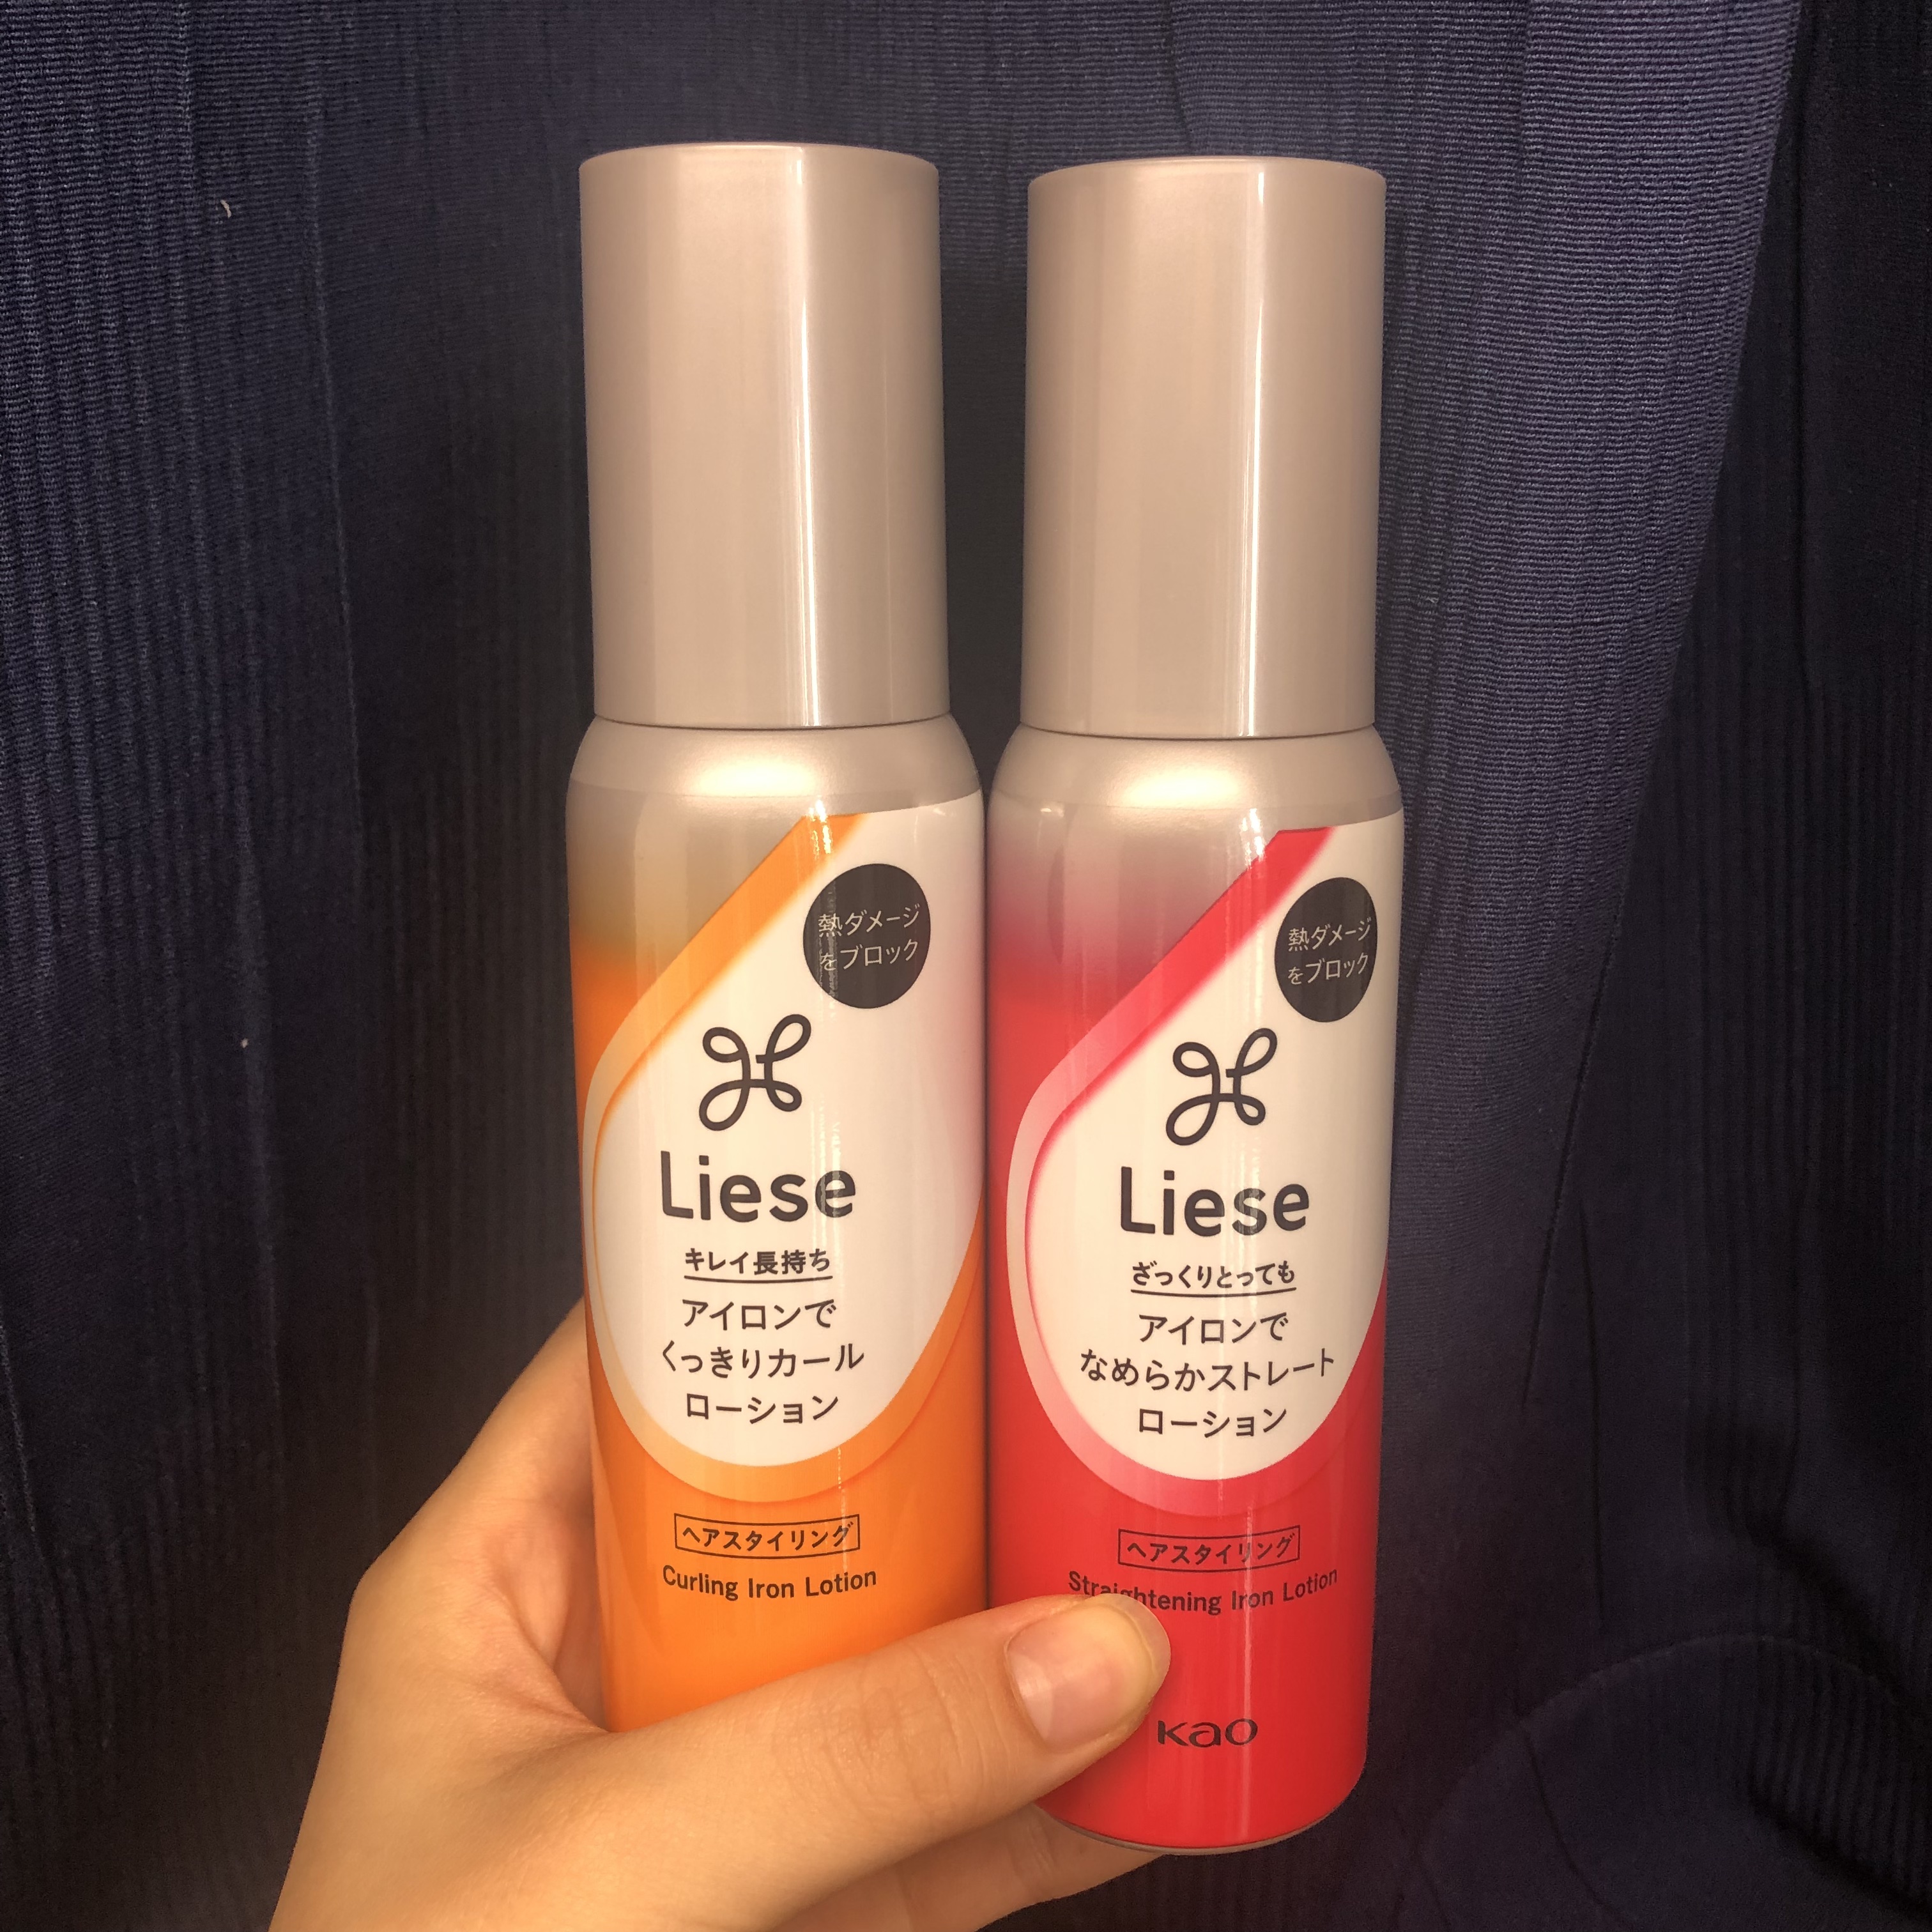 熱ダメージ
をブロック
Liese
キレイ長持ち
アイロンで
くっきりカール
ローション
ヘアスタイリング
Curling Iron Lotion
熱ダメージ
をブロック
Liese
ざっくりとっても
アイロンで
なめらかストレート
ローション
ヘアスタイリング
Straightening Iron Lotion
Kao